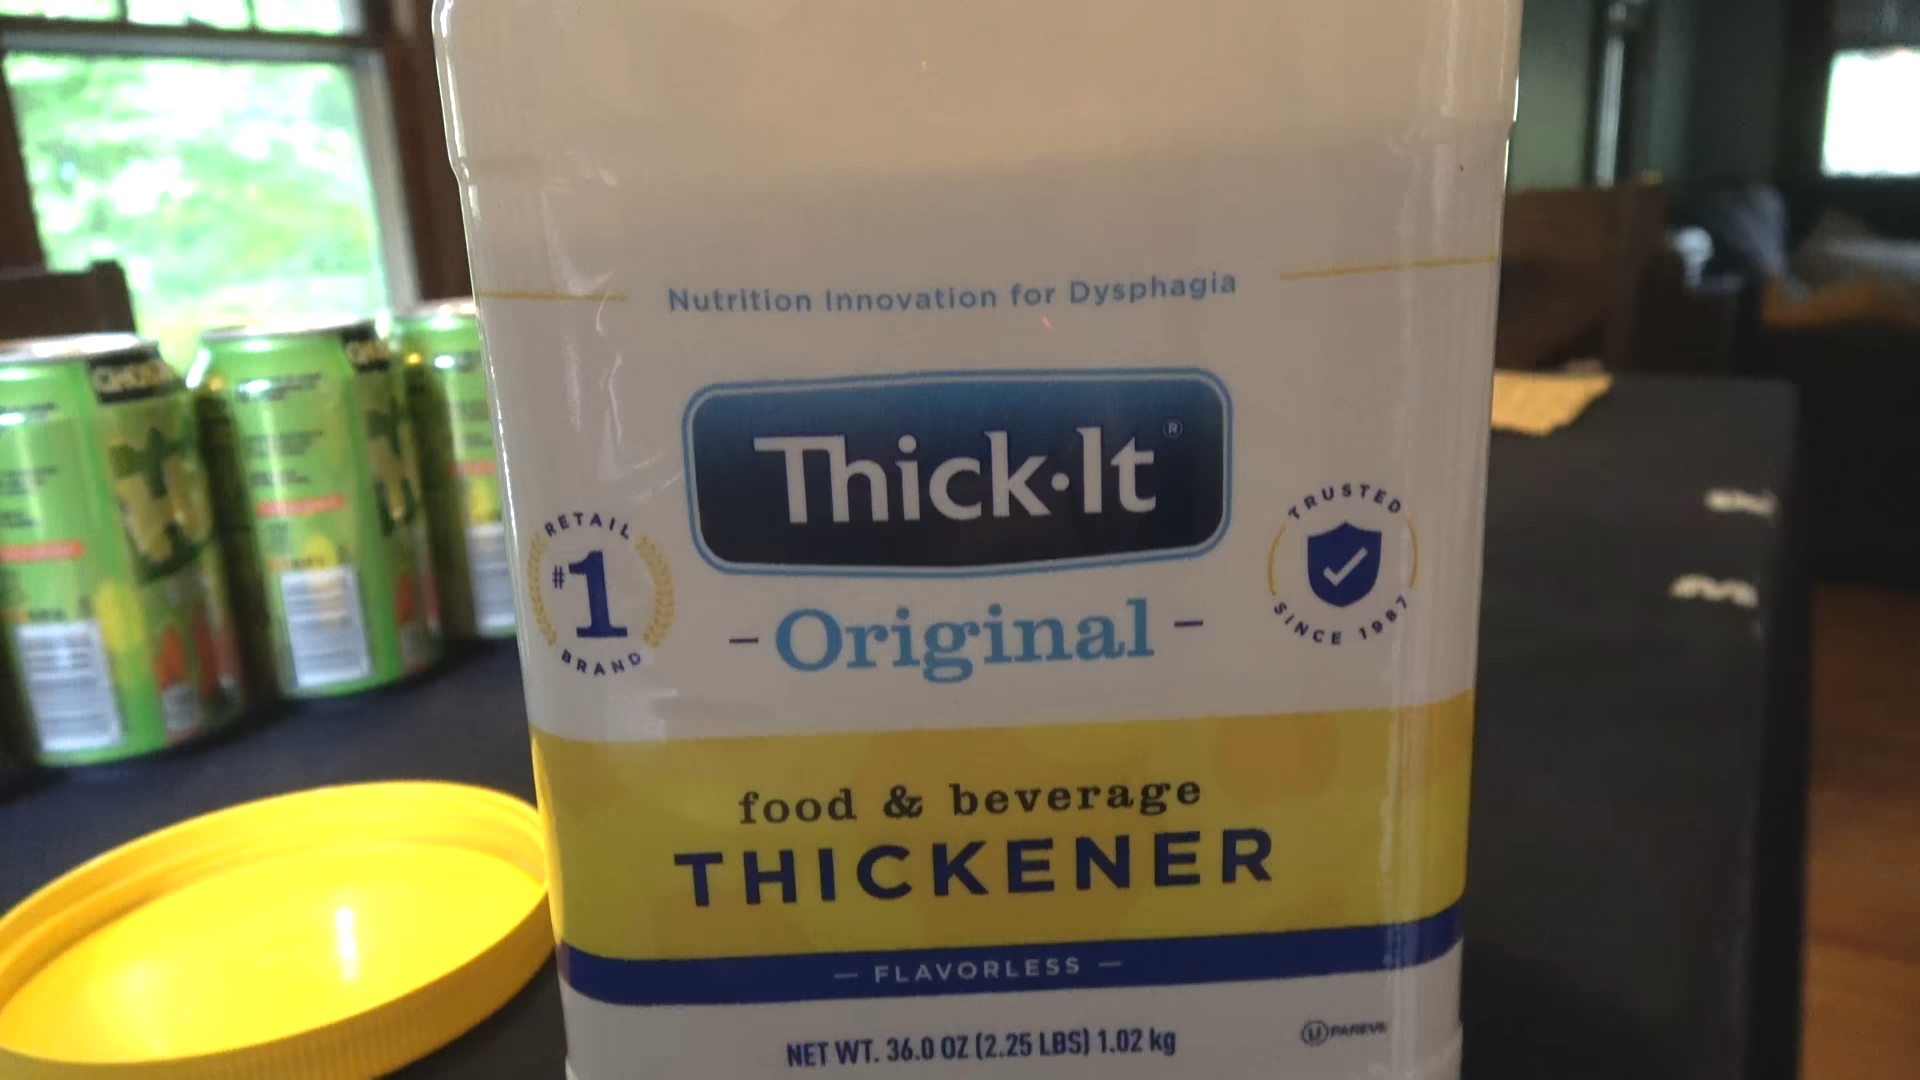 Nutrition Innovation for Dysphagia
Thick·It®
RETAIL
#1
BRAND
- Original -
TRUSTED
SINCE 1987
food & beverage
THICKENER
— FLAVORLESS —
NET WT. 36.0 OZ (2.25 LBS) 1.02 kg
U PAREVE